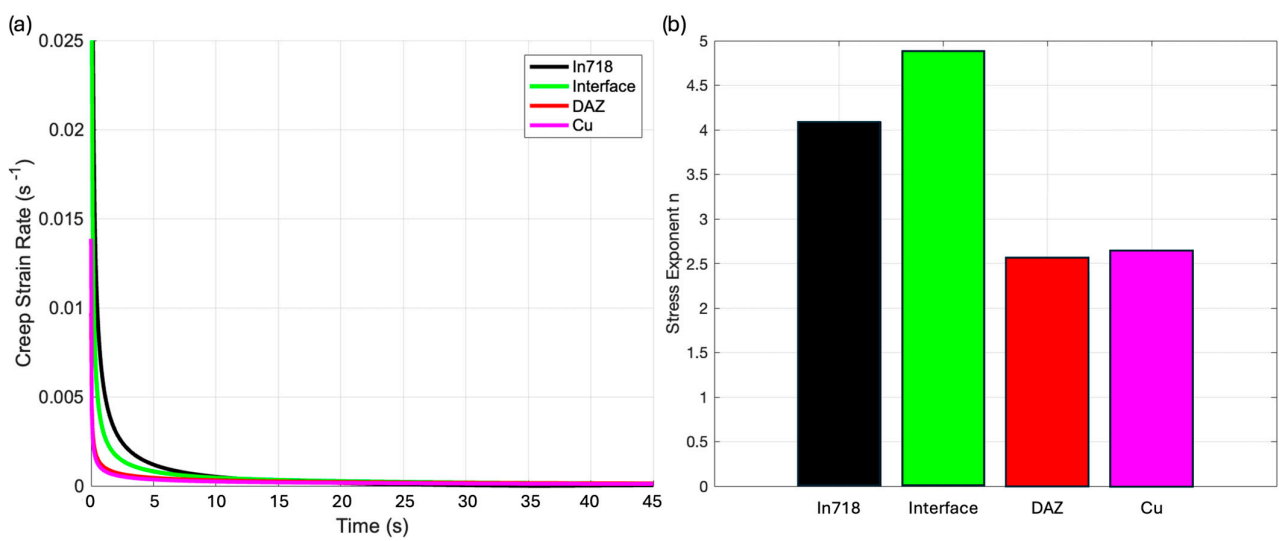 (a)
0.025
0.02
0.015
0.01
0.005
0
Creep Strain Rate (s⁻¹)
In718
Interface
DAZ
Cu
0 5 10 15 20 25 30 35 40 45
Time (s)
(b)
5
4.5
4
3.5
3
2.5
2
1.5
1
0.5
0
Stress Exponent n
In718 Interface DAZ Cu